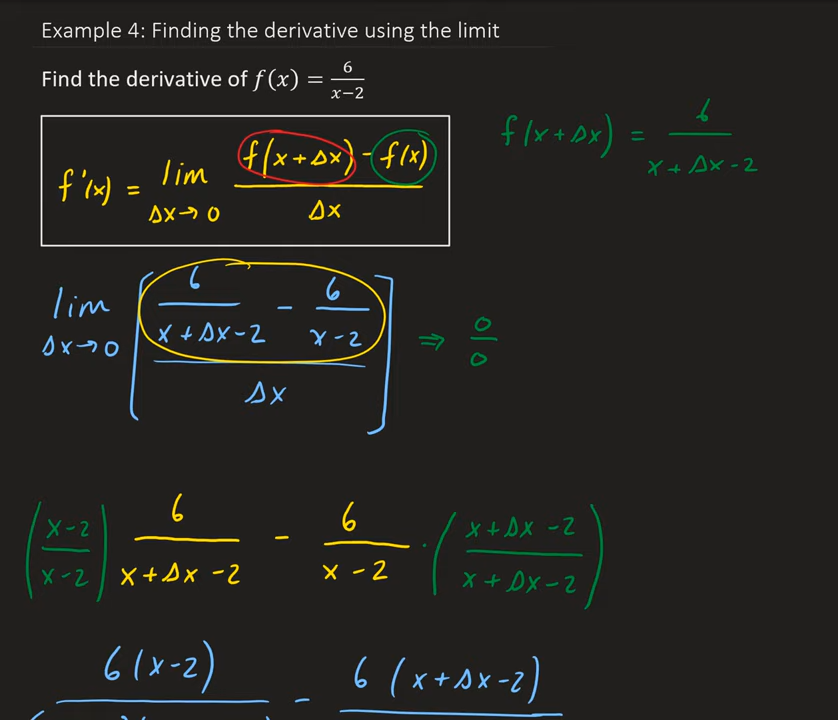 Example 4: Finding the derivative using the limit
Find the derivative of f(x) = 6/(x−2)
f'(x) = lim Δx→0 (f(x+Δx) - f(x))/Δx
f(x+Δx) = 6/(x+Δx-2)
lim Δx→0 [(6/(x+Δx-2) - 6/(x-2))/Δx] ⇒ 0/0
((x-2)/(x-2)) 6/(x+Δx-2) - 6/(x-2) · ((x+Δx-2)/(x+Δx-2))
6(x-2) - 6(x+Δx-2)